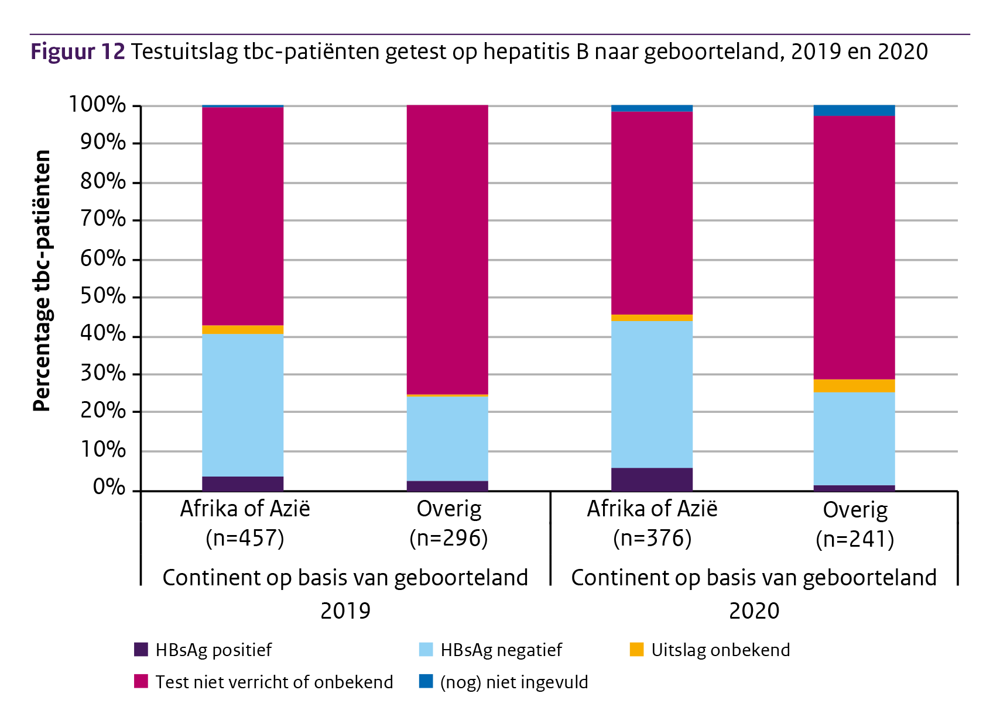 Figuur 12 Testuitslag tbc-patiënten getest op hepatitis B naar geboorteland, 2019 en 2020
Percentage tbc-patiënten
100%
90%
80%
70%
60%
50%
40%
30%
20%
10%
0%
Afrika of Azië
(n=457)
Overig
(n=296)
Afrika of Azië
(n=376)
Overig
(n=241)
Continent op basis van geboorteland
2019
Continent op basis van geboorteland
2020
HBsAg positief
HBsAg negatief
Uitslag onbekend
Test niet verricht of onbekend
(nog) niet ingevuld